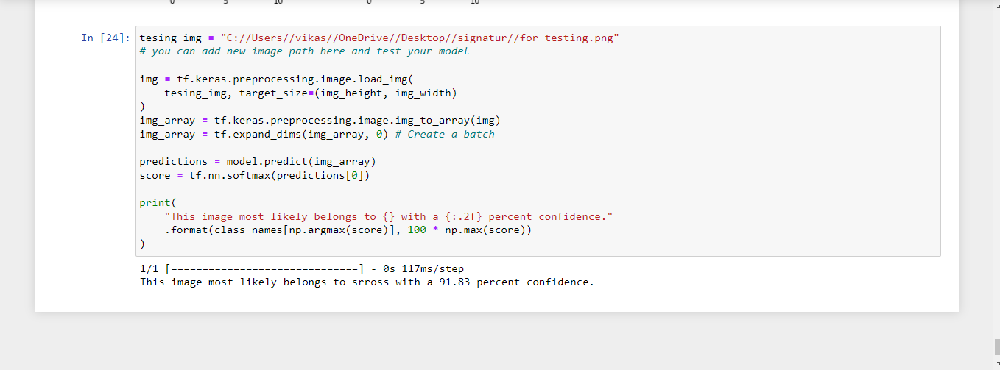 0 5 10 0 5 10
In [24]: tesing_img = "C://Users//vikas//OneDrive//Desktop//signatur//for_testing.png"
# you can add new image path here and test your model
img = tf.keras.preprocessing.image.load_img(
tesing_img, target_size=(img_height, img_width)
)
img_array = tf.keras.preprocessing.image.img_to_array(img)
img_array = tf.expand_dims(img_array, 0) # Create a batch
predictions = model.predict(img_array)
score = tf.nn.softmax(predictions[0])
print(
"This image most likely belongs to {} with a {:.2f} percent confidence."
.format(class_names[np.argmax(score)], 100 * np.max(score))
)
1/1 [==============================] - 0s 117ms/step
This image most likely belongs to srross with a 91.83 percent confidence.